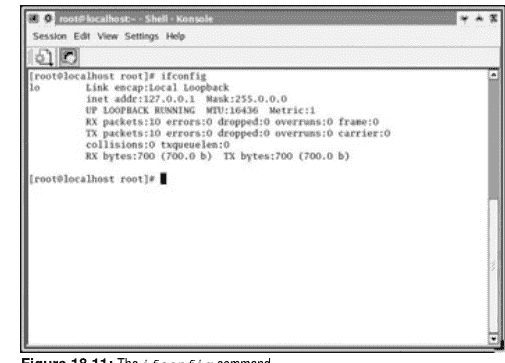 root@localhost:~ - Shell - Konsole
Session Edit View Settings Help
[root@localhost root]# ifconfig
lo Link encap:Local Loopback
inet addr:127.0.0.1 Mask:255.0.0.0
UP LOOPBACK RUNNING MTU:16436 Metric:1
RX packets:10 errors:0 dropped:0 overruns:0 frame:0
TX packets:10 errors:0 dropped:0 overruns:0 carrier:0
collisions:0 txqueuelen:0
RX bytes:700 (700.0 b) TX bytes:700 (700.0 b)
[root@localhost root]#
Figure 18.11: The ifconfig command